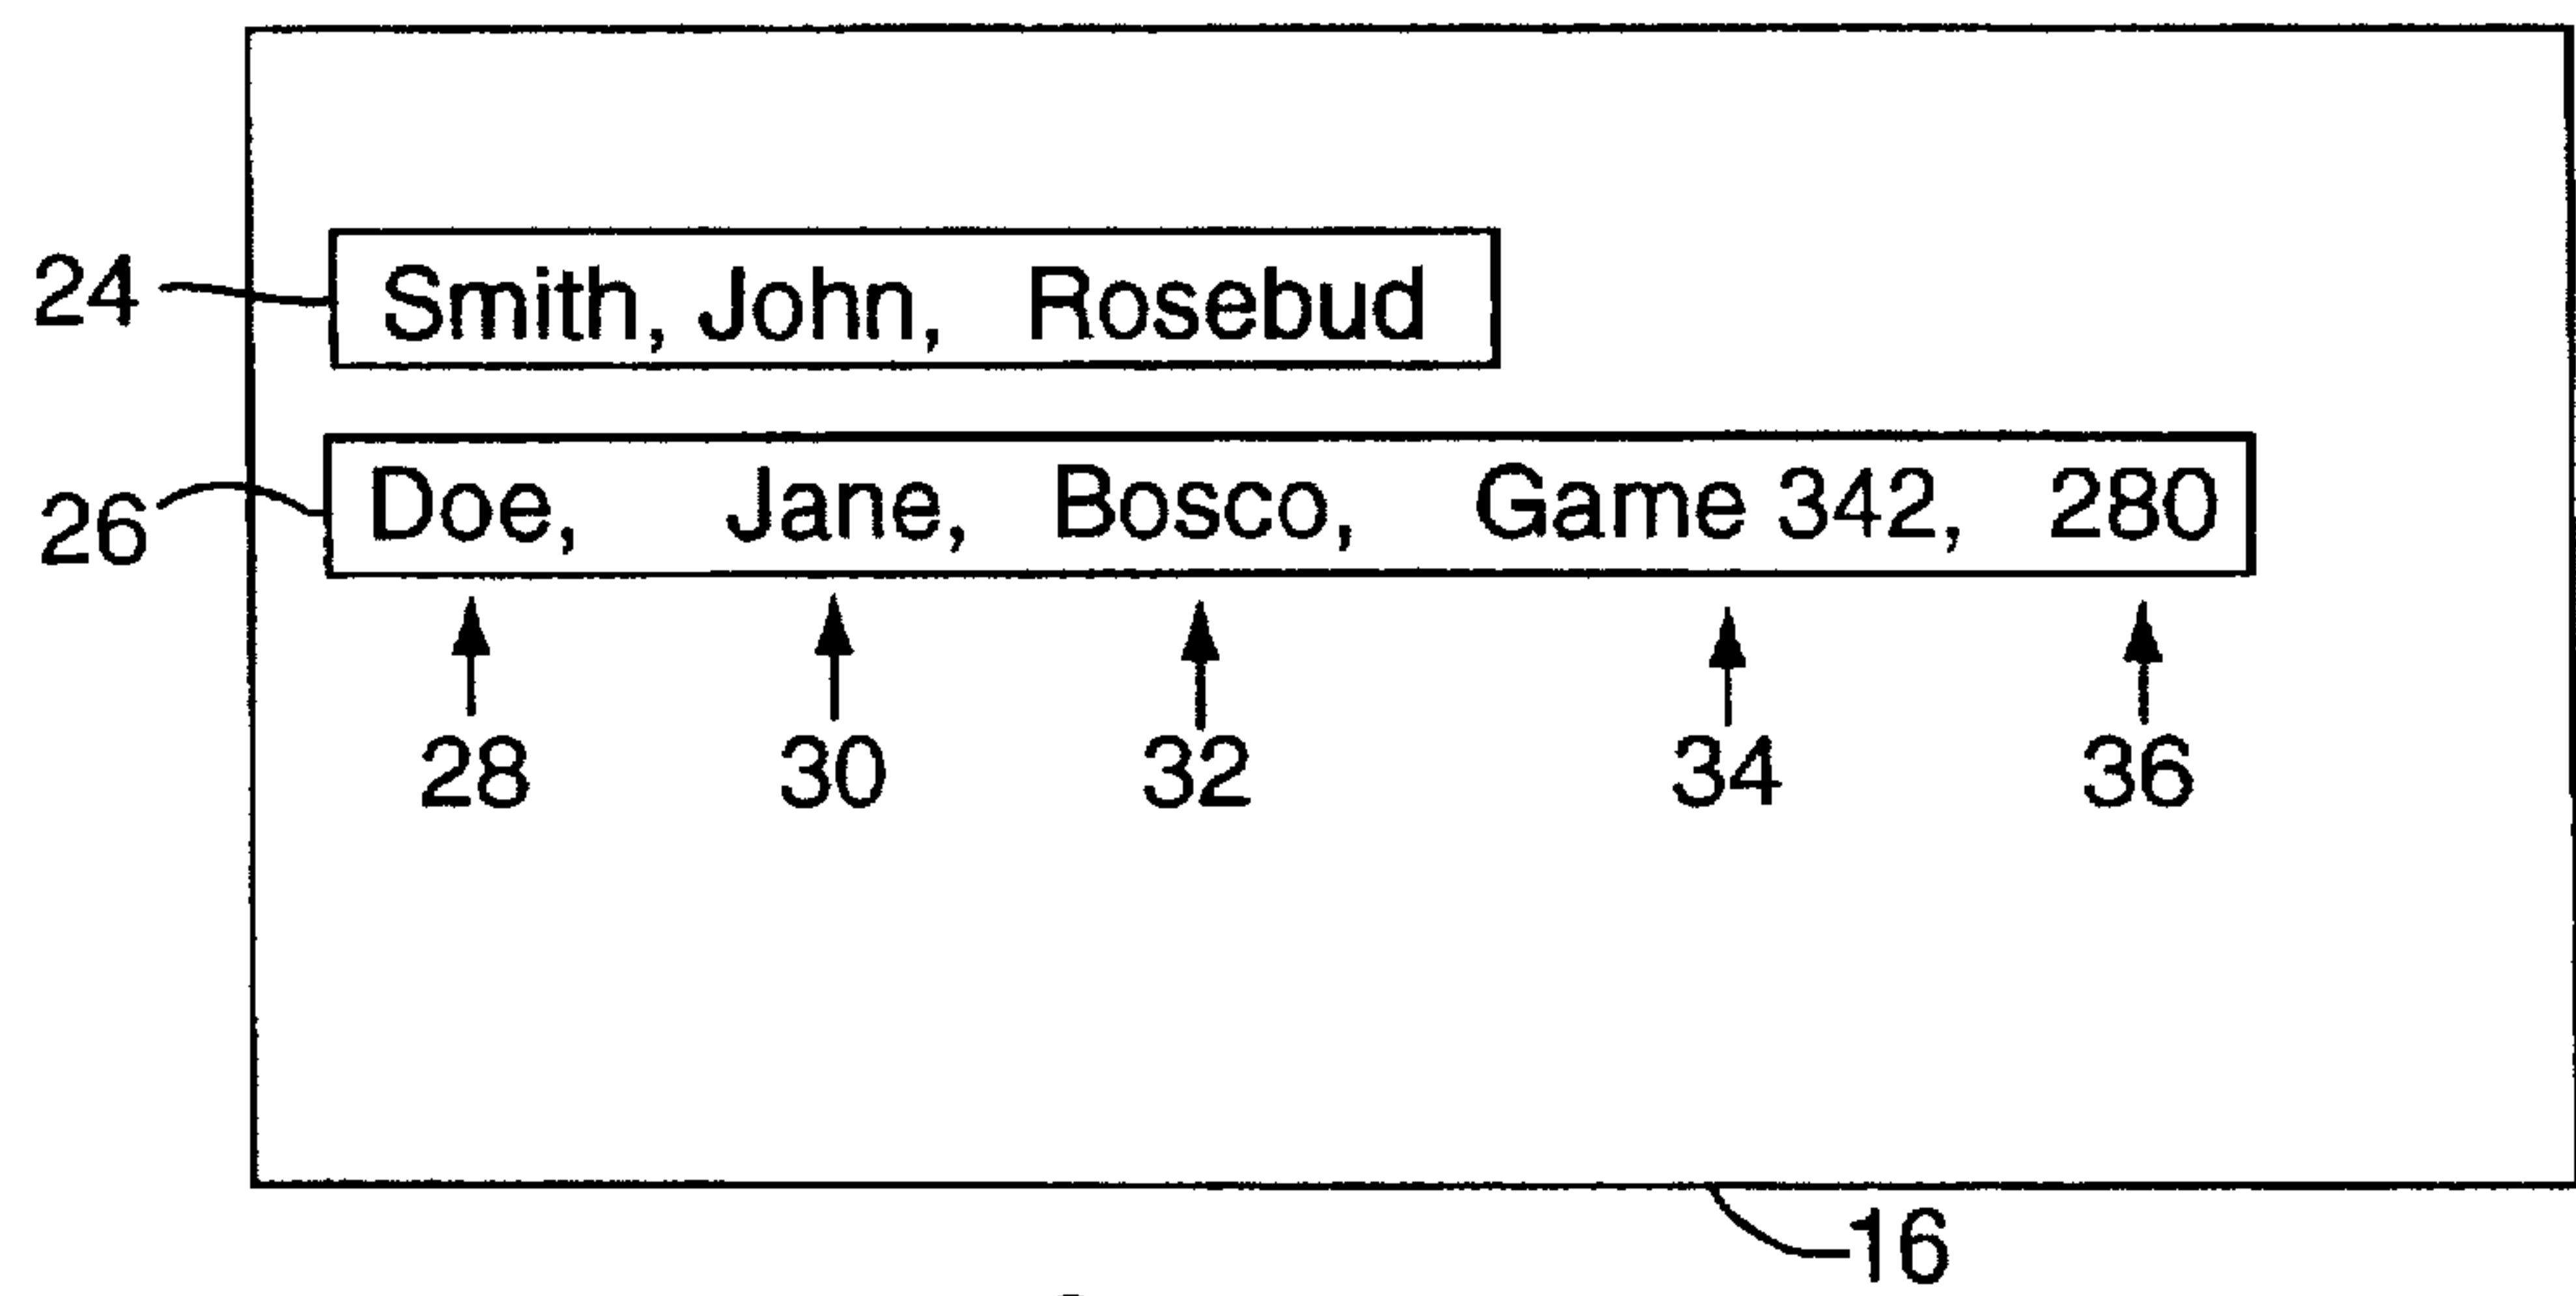 24 Smith, John, Rosebud
26 Doe, Jane, Bosco, Game 342, 280
28 30 32 34 36
16